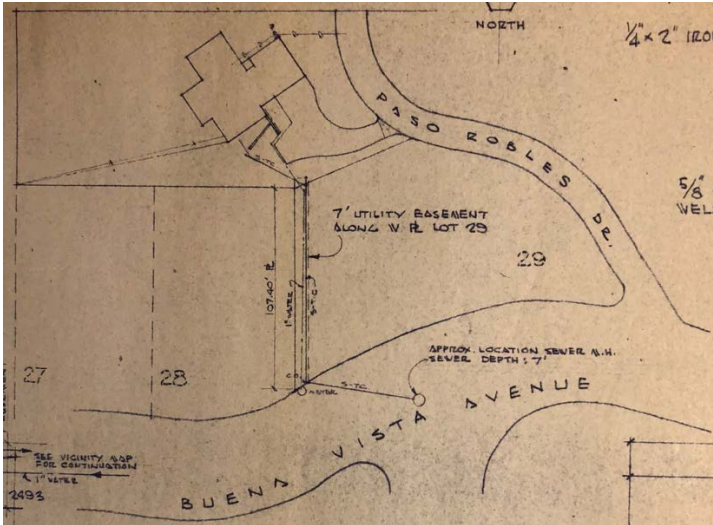 NORTH
1/4" x 2" IRO
PASO ROBLES DR.
5/8"
WEL
7' UTILITY EASEMENT
ALONG W PL LOT 29
29
107.40' PL
1" WATER
S-T-C
S-T-C
APPROX. LOCATION SEWER M.H.
SEWER DEPTH: 7'
27
28
C.O.
METER
S-T-C
BUENA VISTA AVENUE
SEE VICINITY MAP
FOR CONTINUATION
1" WATER
2493